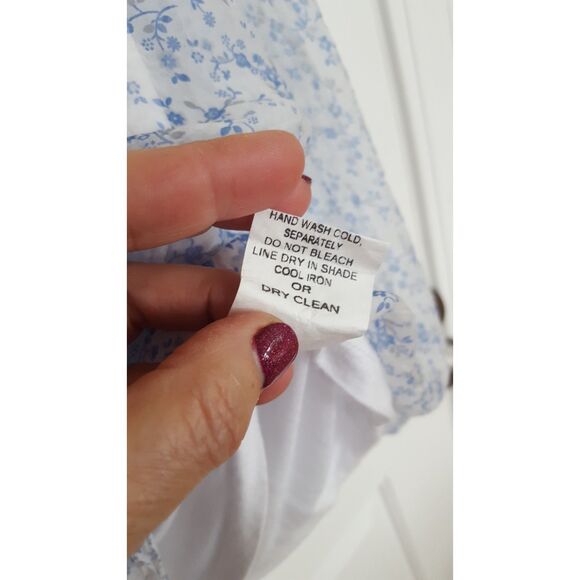 HAND WASH COLD,
SEPARATELY
DO NOT BLEACH
LINE DRY IN SHADE
COOL IRON
OR
DRY CLEAN